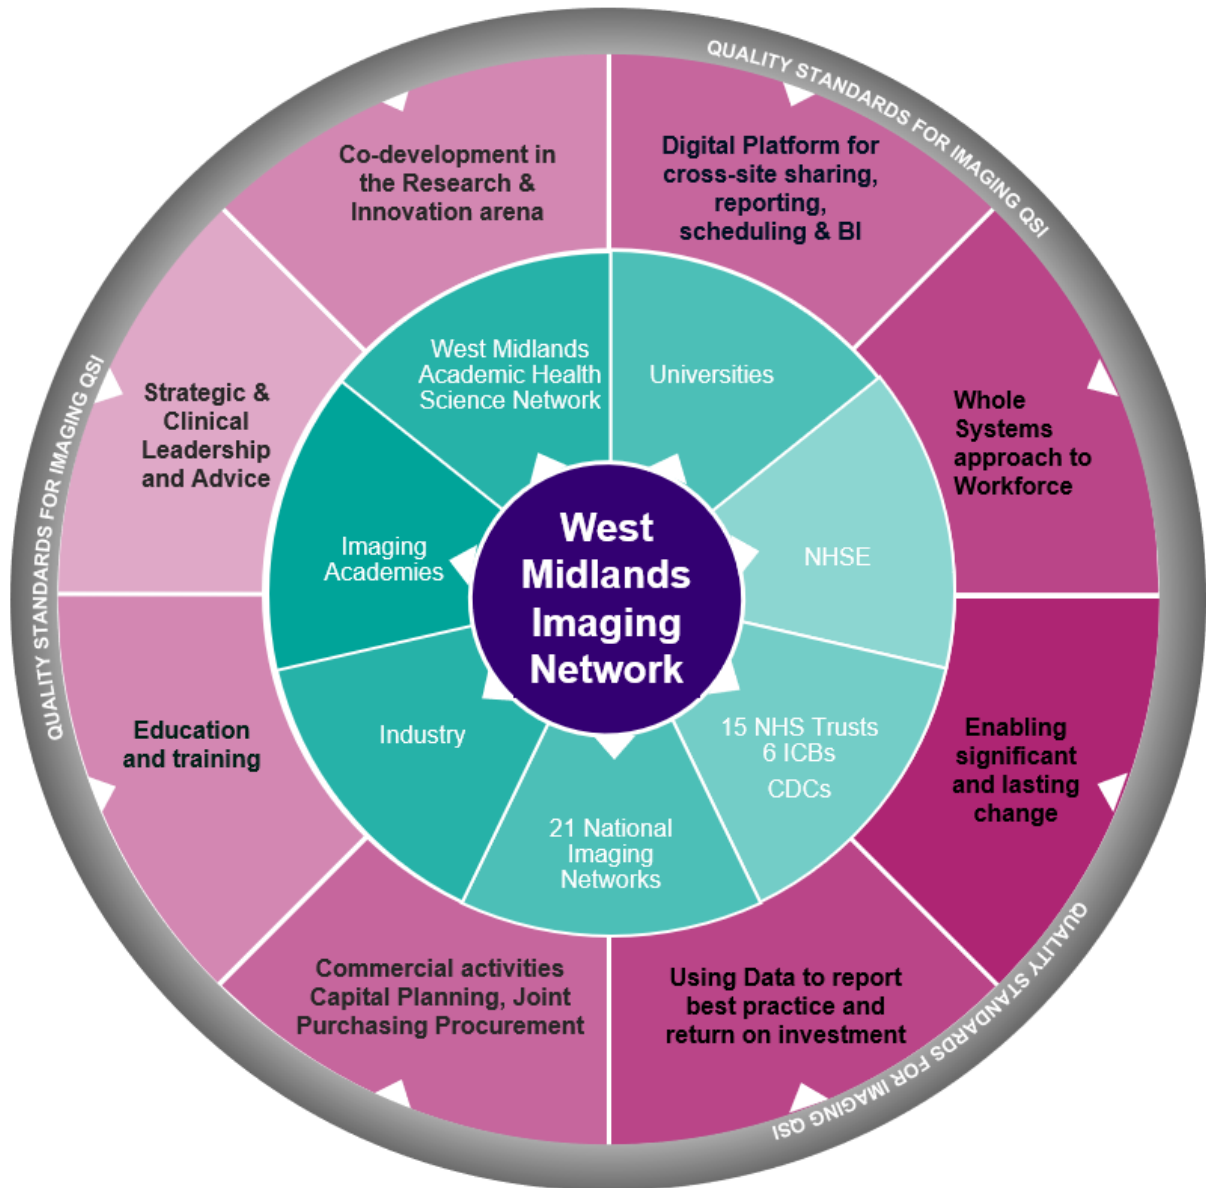 QUALITY STANDARDS FOR IMAGING QSI
Co-development in
the Research &
Innovation arena
Digital Platform for
cross-site sharing,
reporting,
scheduling & BI
Whole
Systems
approach to
Workforce
Enabling
significant
and lasting
change
QUALITY STANDARDS FOR IMAGING QSI
Using Data to report
best practice and
return on investment
Commercial activities
Capital Planning, Joint
Purchasing Procurement
Education
and training
QUALITY STANDARDS FOR IMAGING QSI
Strategic &
Clinical
Leadership
and Advice
West Midlands
Academic Health
Science Network
Universities
NHSE
15 NHS Trusts
6 ICBs
CDCs
21 National
Imaging
Networks
Industry
Imaging
Academies
West
Midlands
Imaging
Network